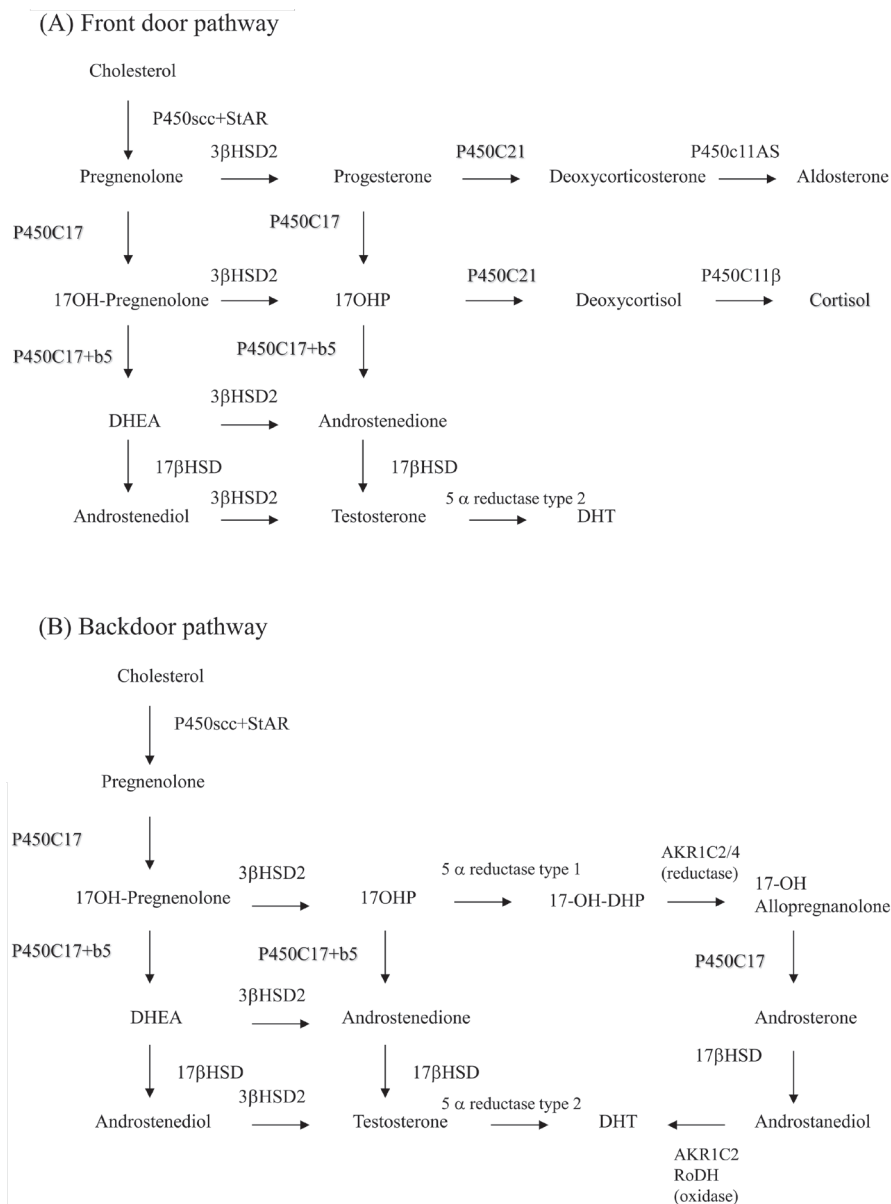 (A) Front door pathway
Cholesterol
P450scc+StAR
3βHSD2
P450C21
P450c11AS
Pregnenolone
Progesterone
Deoxycorticosterone
Aldosterone
P450C17
P450C17
3βHSD2
P450C21
P450C11β
17OH-Pregnenolone
17OHP
Deoxycortisol
Cortisol
P450C17+b5
P450C17+b5
3βHSD2
DHEA
Androstenedione
17βHSD
17βHSD
3βHSD2
5 α reductase type 2
Androstenediol
Testosterone
DHT
(B) Backdoor pathway
Cholesterol
P450scc+StAR
Pregnenolone
P450C17
3βHSD2
5 α reductase type 1
AKR1C2/4
(reductase)
17OH-Pregnenolone
17OHP
17-OH-DHP
17-OH
Allopregnanolone
P450C17+b5
P450C17+b5
P450C17
3βHSD2
DHEA
Androstenedione
Androsterone
17βHSD
17βHSD
17βHSD
3βHSD2
5 α reductase type 2
Androstenediol
Testosterone
DHT
Androstanediol
AKR1C2
RoDH
(oxidase)